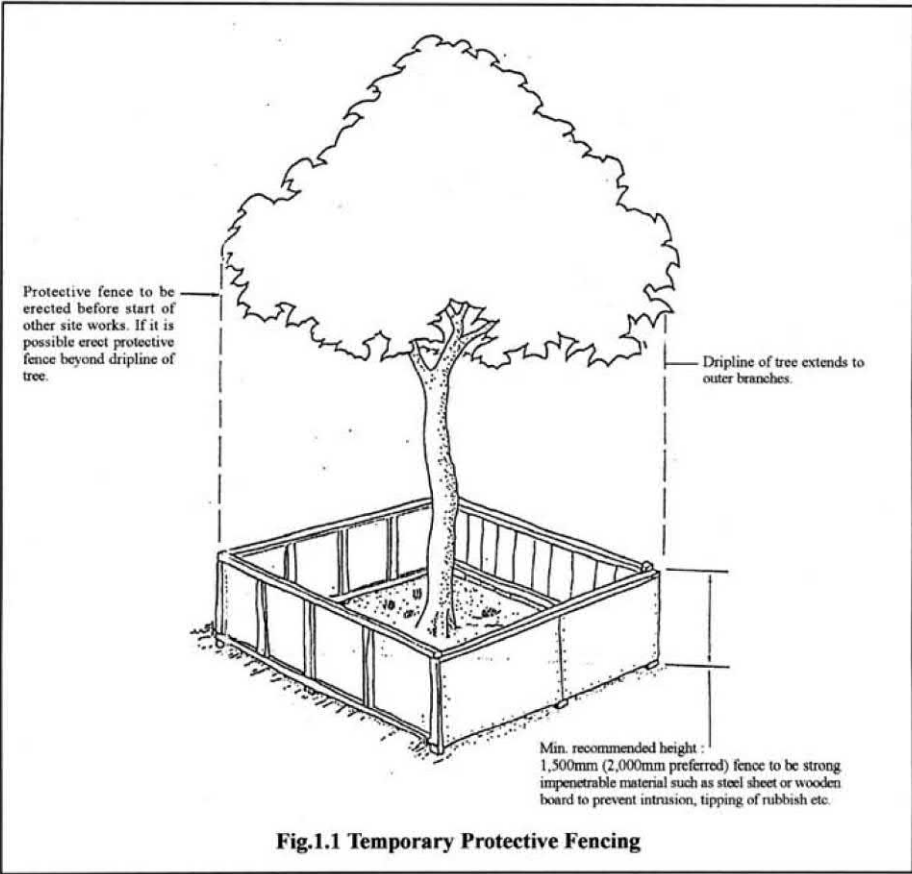 Protective fence to be
erected before start of
other site works. If it is
possible erect protective
fence beyond dripline of
tree.
Dripline of tree extends to
outer branches.
Min. recommended height :
1,500mm (2,000mm preferred) fence to be strong
impenetrable material such as steel sheet or wooden
board to prevent intrusion, tipping of rubbish etc.
Fig.1.1 Temporary Protective Fencing